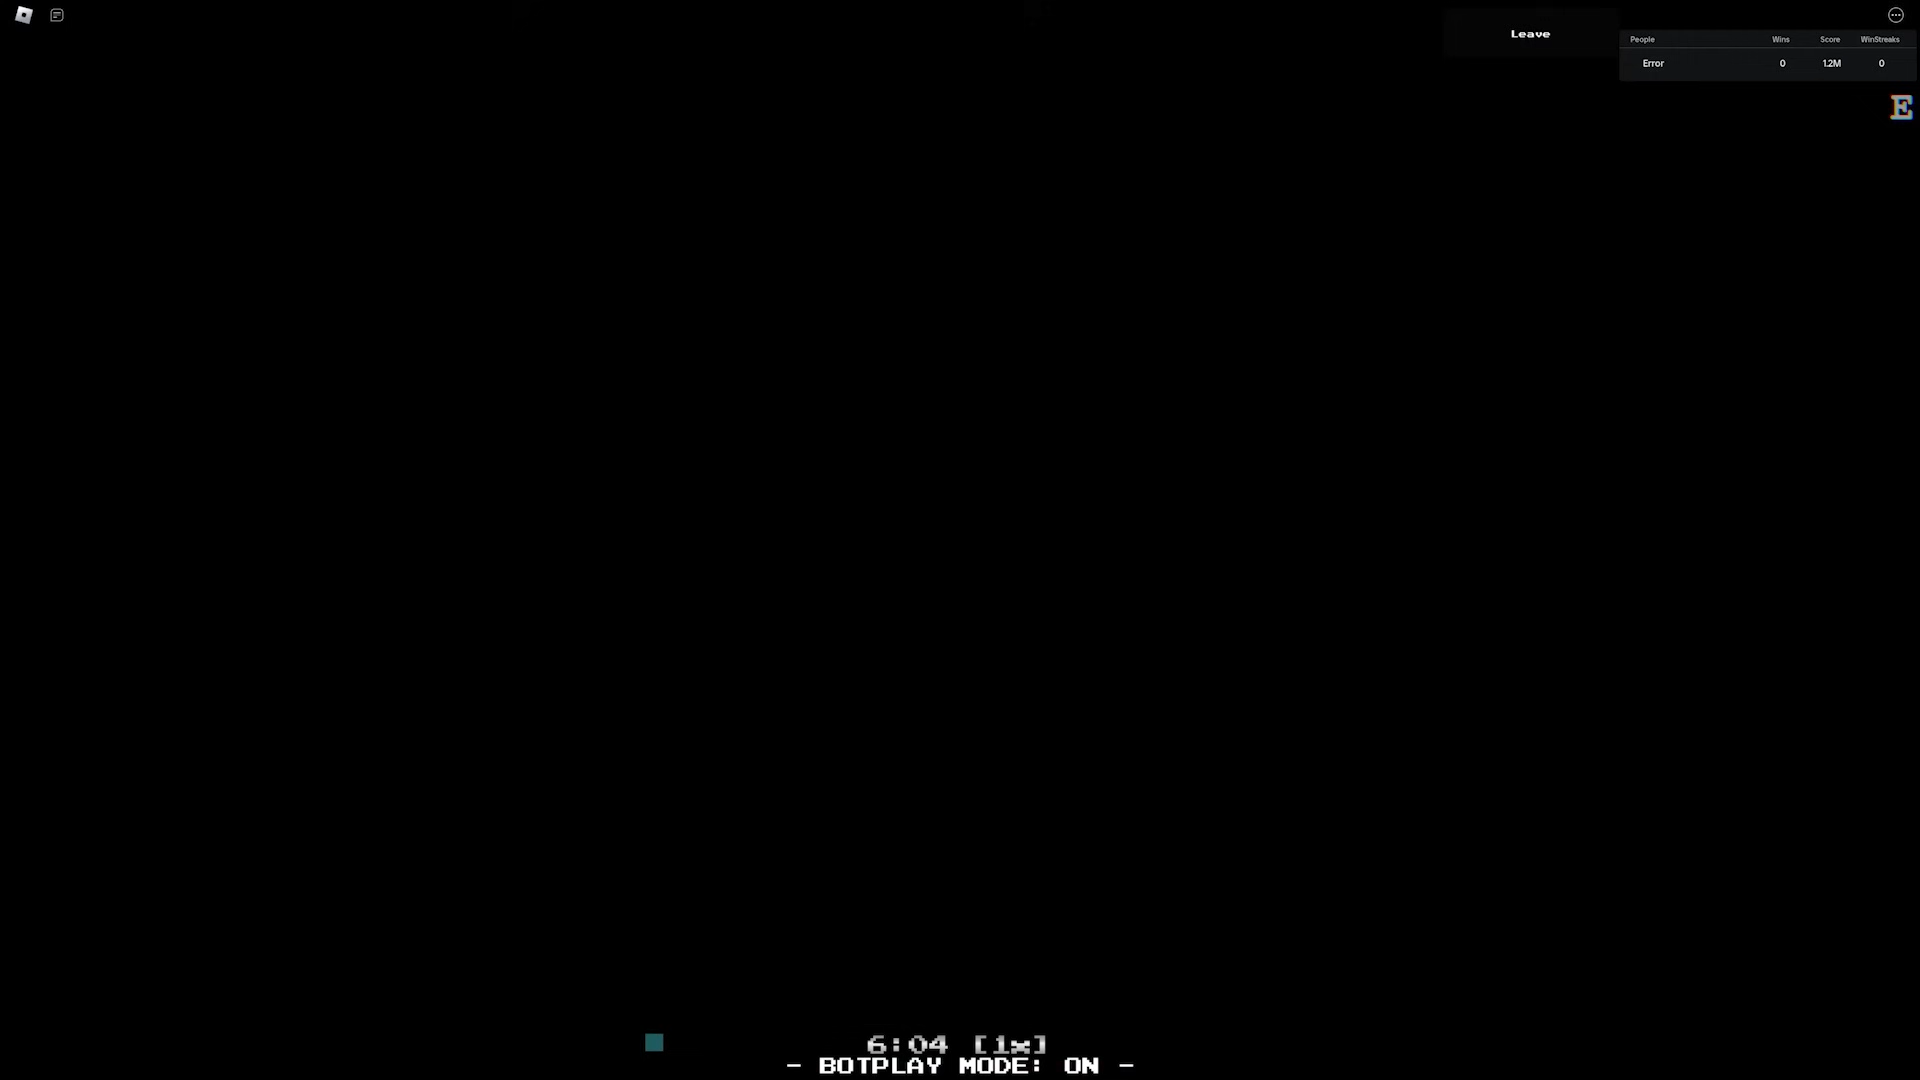 Leave
People Wins Score WinStreaks
Error 0 1.2M 0
E
6:04 [1x]
- BOTPLAY MODE: ON -